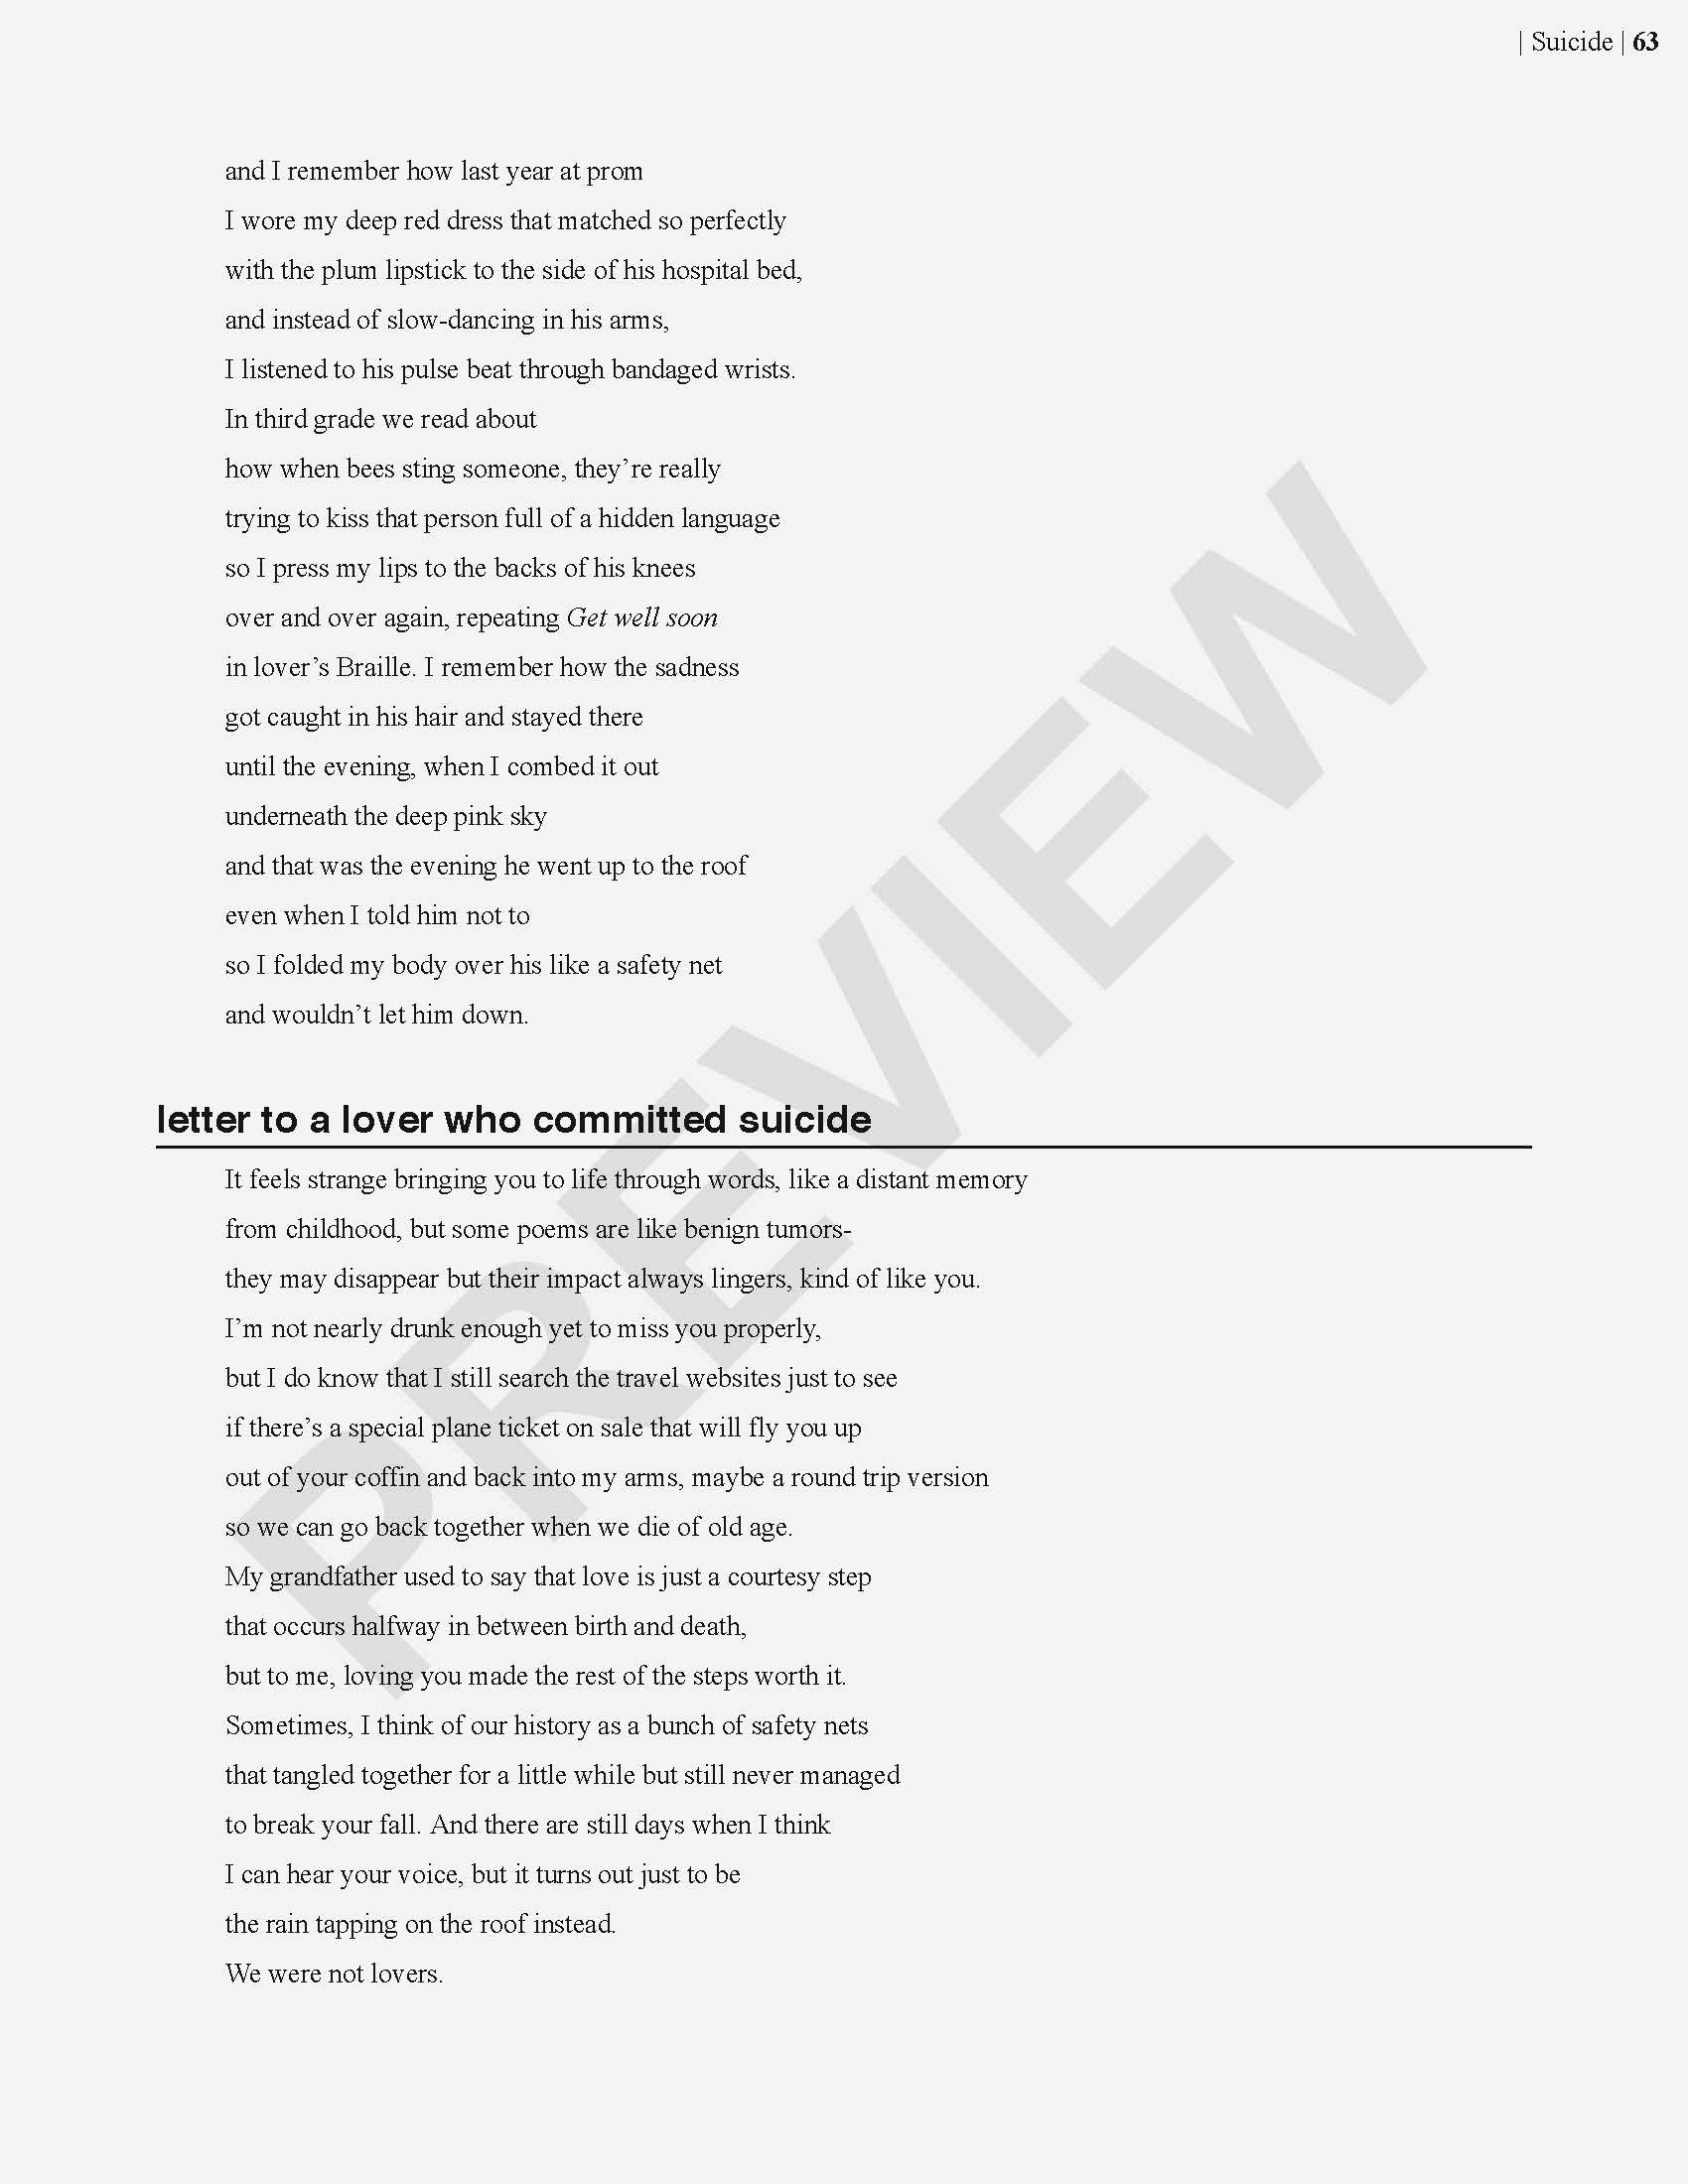 | Suicide | 63
and I remember how last year at prom
I wore my deep red dress that matched so perfectly
with the plum lipstick to the side of his hospital bed,
and instead of slow-dancing in his arms,
I listened to his pulse beat through bandaged wrists.
In third grade we read about
how when bees sting someone, they’re really
trying to kiss that person full of a hidden language
so I press my lips to the backs of his knees
over and over again, repeating Get well soon
in lover’s Braille. I remember how the sadness
got caught in his hair and stayed there
until the evening, when I combed it out
underneath the deep pink sky
and that was the evening he went up to the roof
even when I told him not to
so I folded my body over his like a safety net
and wouldn’t let him down.
letter to a lover who committed suicide
It feels strange bringing you to life through words, like a distant memory
from childhood, but some poems are like benign tumors-
they may disappear but their impact always lingers, kind of like you.
I’m not nearly drunk enough yet to miss you properly,
but I do know that I still search the travel websites just to see
if there’s a special plane ticket on sale that will fly you up
out of your coffin and back into my arms, maybe a round trip version
so we can go back together when we die of old age.
My grandfather used to say that love is just a courtesy step
that occurs halfway in between birth and death,
but to me, loving you made the rest of the steps worth it.
Sometimes, I think of our history as a bunch of safety nets
that tangled together for a little while but still never managed
to break your fall. And there are still days when I think
I can hear your voice, but it turns out just to be
the rain tapping on the roof instead.
We were not lovers.
PREVIEW